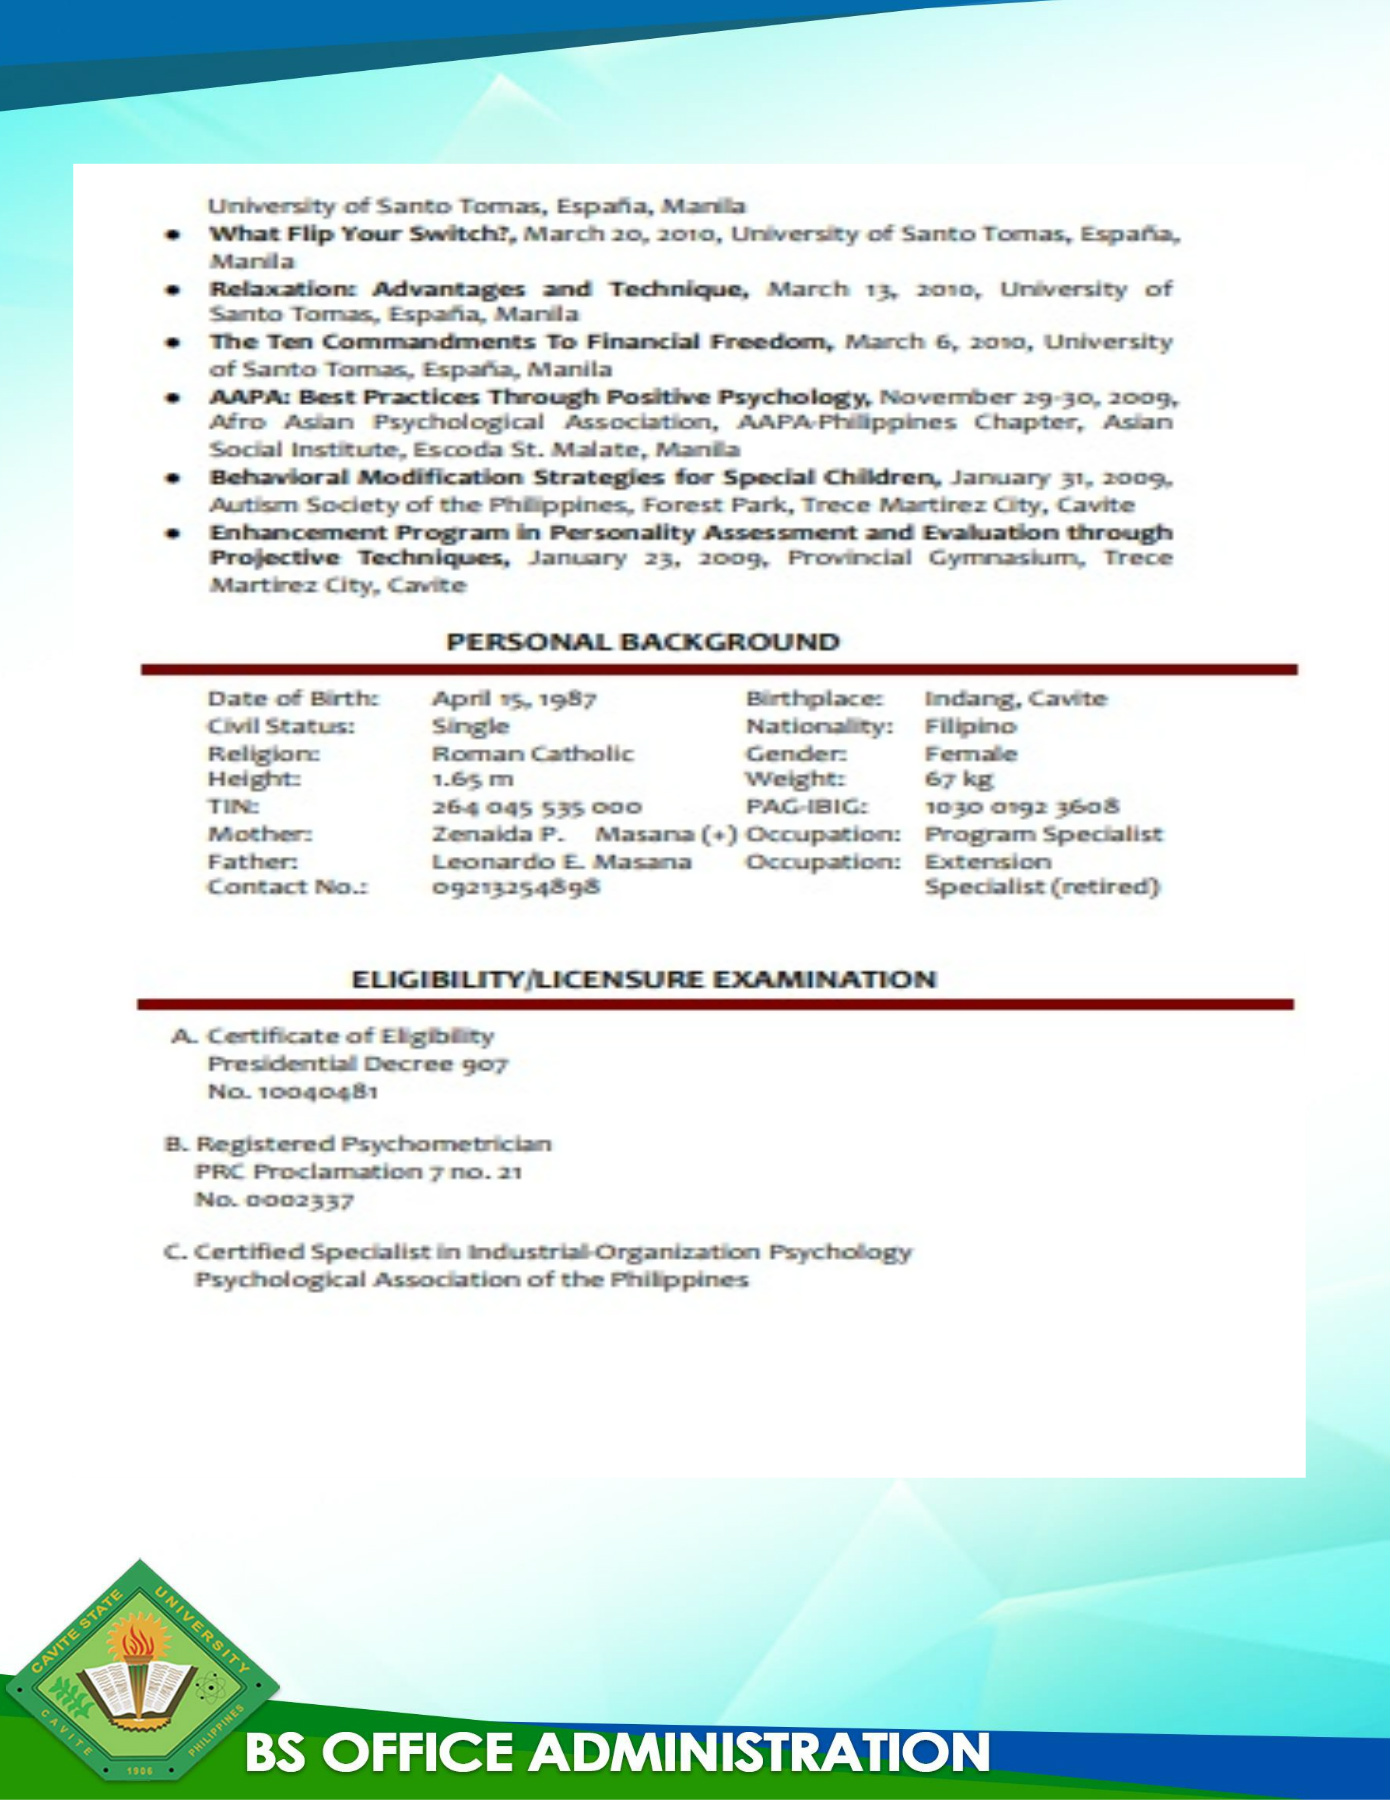 University of Santo Tomas, España, Manila
● What Flip Your Switch?, March 20, 2010, University of Santo Tomas, España,
Manila
● Relaxation: Advantages and Technique, March 13, 2010, University of
Santo Tomas, España, Manila
● The Ten Commandments To Financial Freedom, March 6, 2010, University
of Santo Tomas, España, Manila
● AAPA: Best Practices Through Positive Psychology, November 29-30, 2009,
Afro Asian Psychological Association, AAPA-Philippines Chapter, Asian
Social Institute, Escoda St. Malate, Manila
● Behavioral Modification Strategies for Special Children, January 31, 2009,
Autism Society of the Philippines, Forest Park, Trece Martirez City, Cavite
● Enhancement Program in Personality Assessment and Evaluation through
Projective Techniques, January 23, 2009, Provincial Gymnasium, Trece
Martirez City, Cavite
PERSONAL BACKGROUND
Date of Birth: April 15, 1987 Birthplace: Indang, Cavite
Civil Status: Single Nationality: Filipino
Religion: Roman Catholic Gender: Female
Height: 1.65 m Weight: 67 kg
TIN: 264 045 535 000 PAG-IBIG: 1030 0192 3608
Mother: Zenaida P. Masana (+) Occupation: Program Specialist
Father: Leonardo E. Masana Occupation: Extension
Contact No.: 09213254898 Specialist (retired)
ELIGIBILITY/LICENSURE EXAMINATION
A. Certificate of Eligibility
Presidential Decree 907
No. 10040481
B. Registered Psychometrician
PRC Proclamation 7 no. 21
No. 0002337
C. Certified Specialist in Industrial-Organization Psychology
Psychological Association of the Philippines
CAVITE STATE UNIVERSITY
CAVITE PHILIPPINES
1906
BS OFFICE ADMINISTRATION